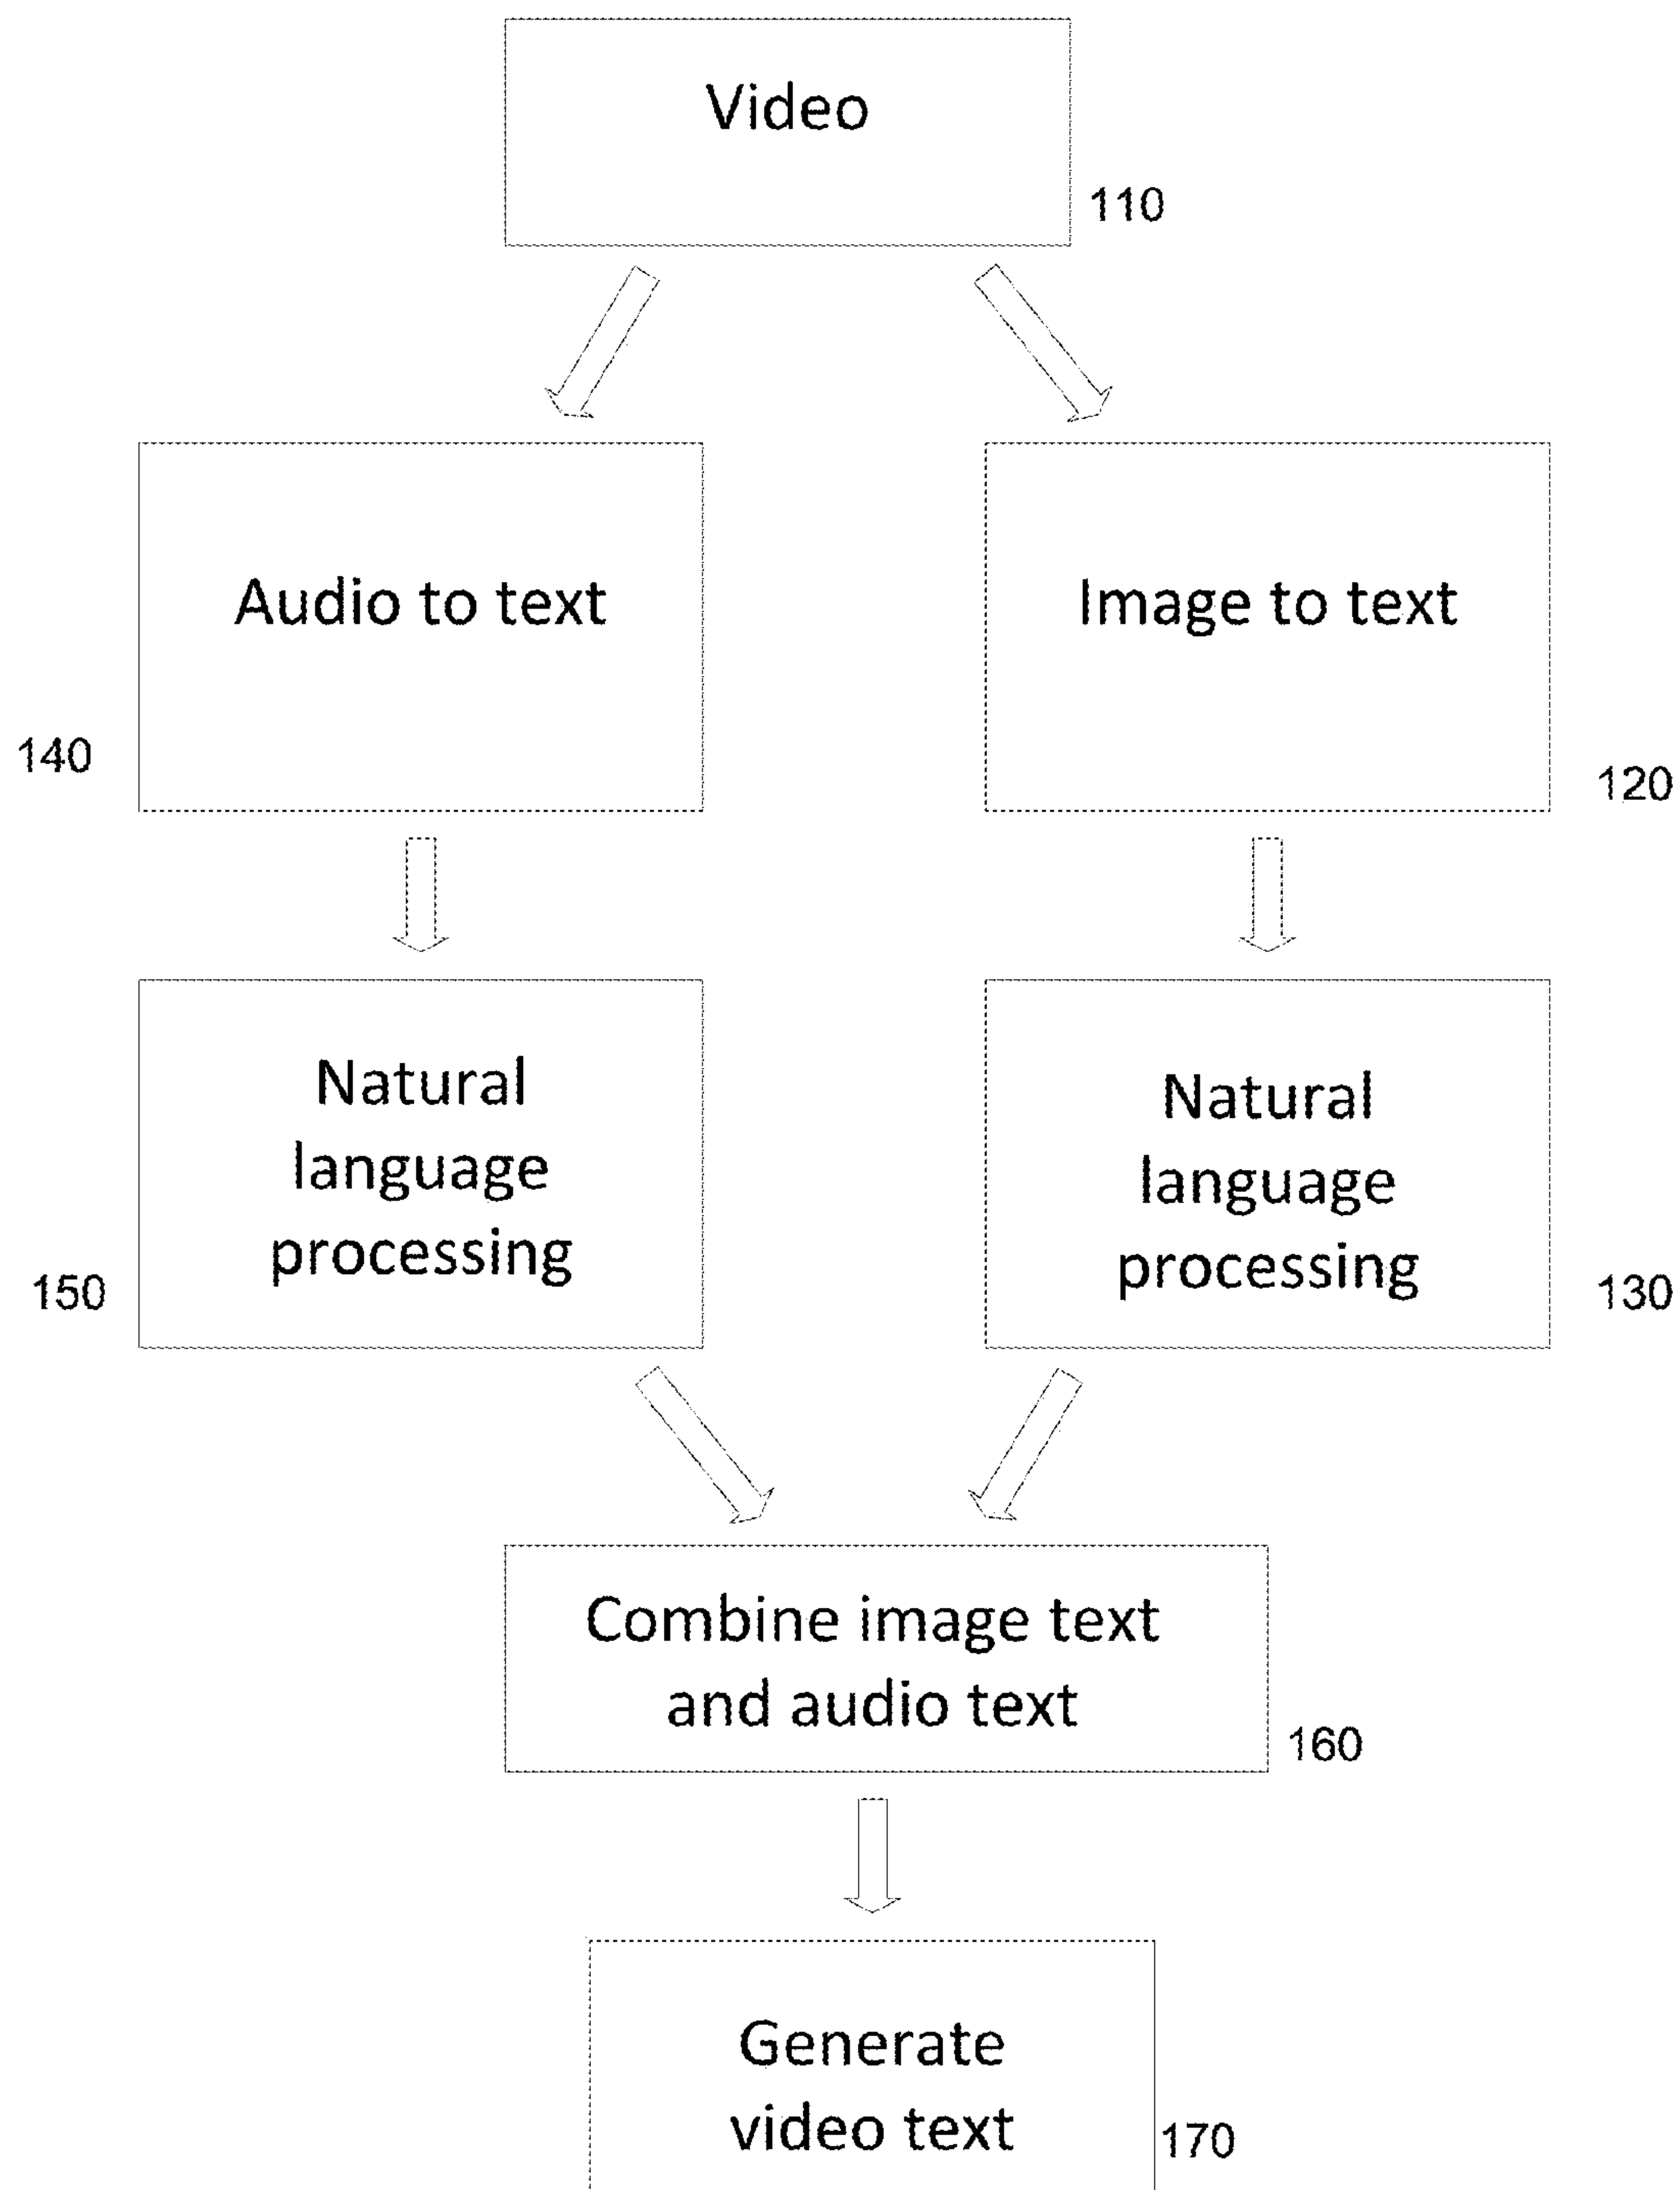 Video
110
Audio to text
140
Image to text
120
Natural
language
processing
150
Natural
language
processing
130
Combine image text
and audio text
160
Generate
video text
170